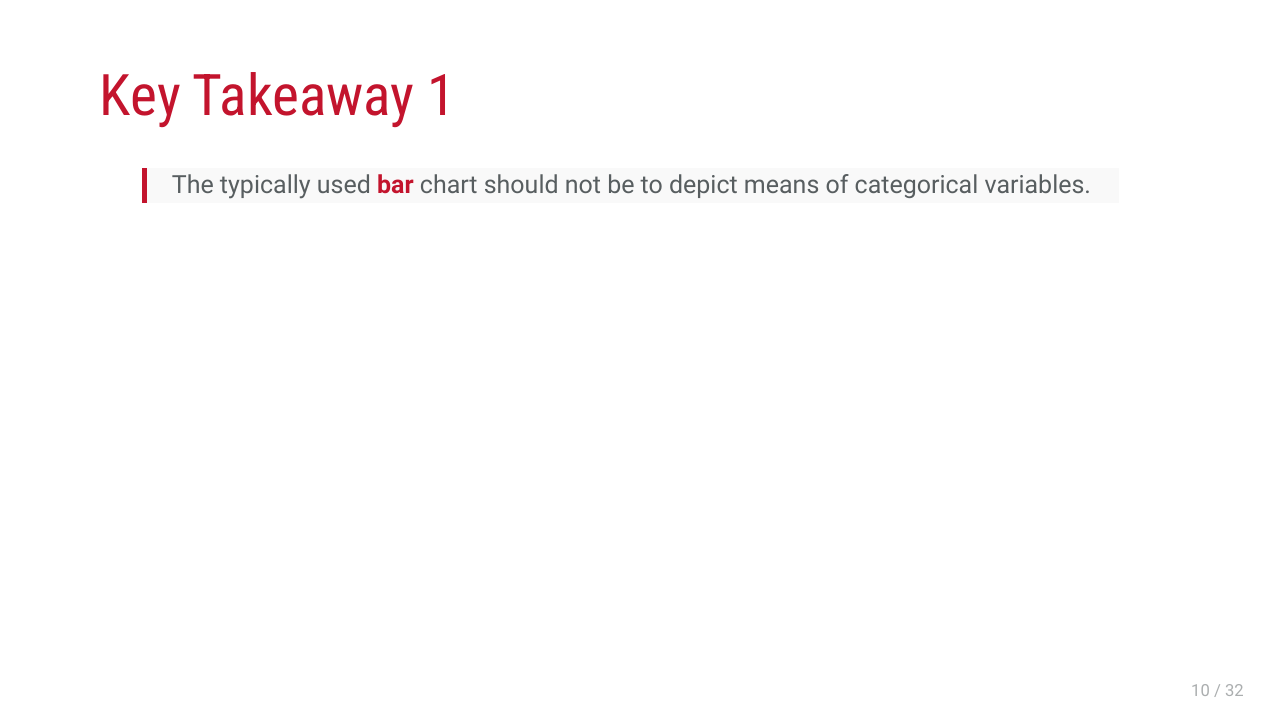 Key Takeaway 1
The typically used bar chart should not be to depict means of categorical variables.
10 / 32